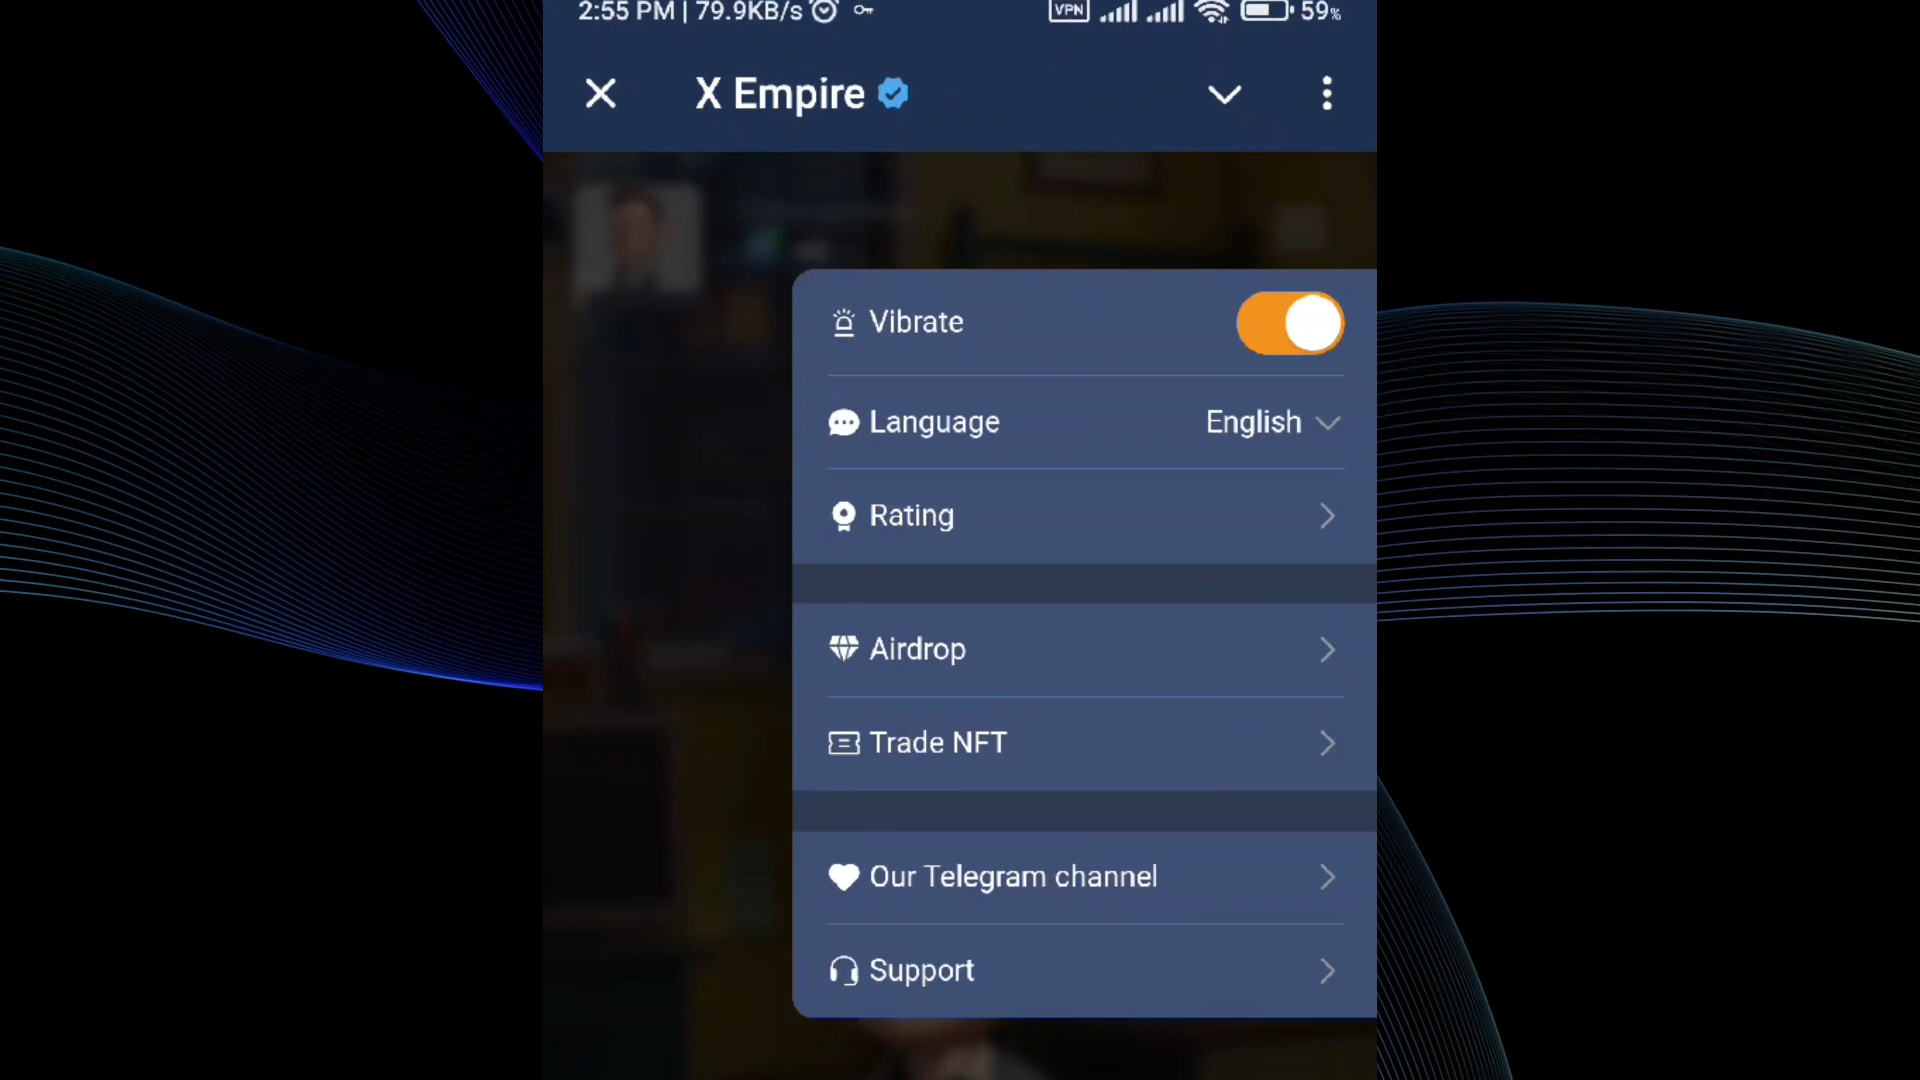 2:55 PM | 79.9KB/s VPN 59%
X Empire
Vibrate
Language English
Rating
Airdrop
Trade NFT
Our Telegram channel
Support